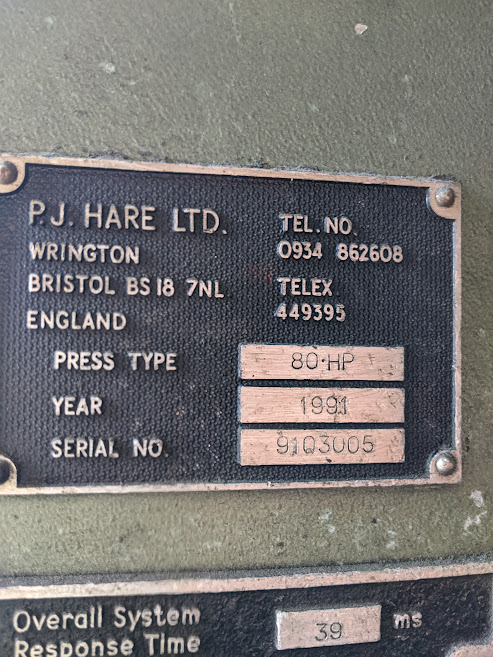 P.J. HARE LTD. TEL. NO.
WRINGTON 0934 862608
BRISTOL BS18 7NL TELEX
ENGLAND 449395
PRESS TYPE 80·HP
YEAR 1991
SERIAL NO. 91Q3005
Overall System
Response Time 39 ms